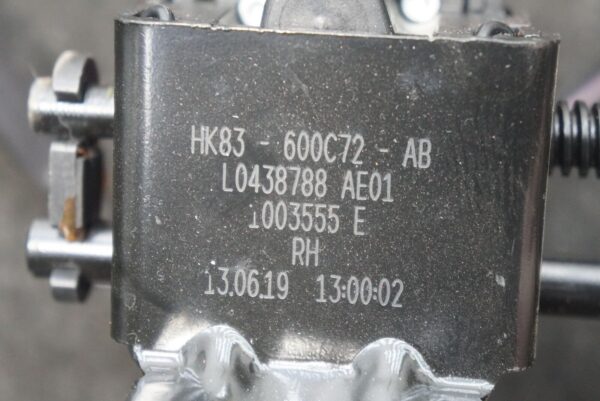 HK83 - 600C72 - AB
L0438788 AE01
1003555 E
RH
13.06.19 13:00:02